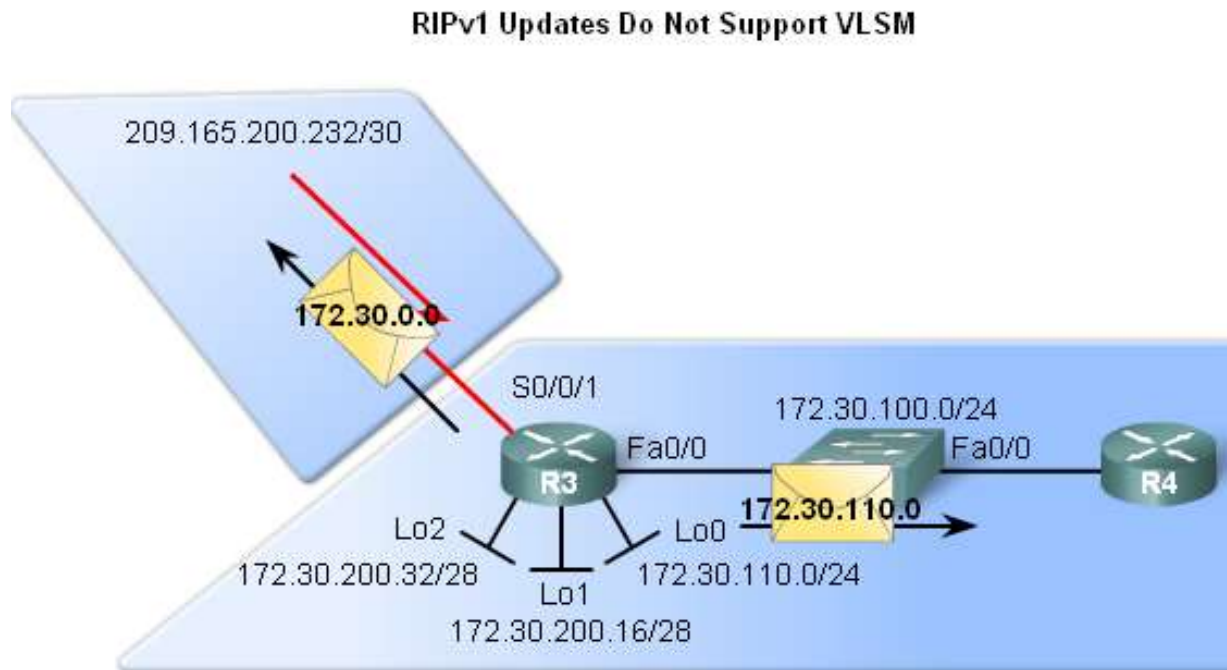 RIPv1 Updates Do Not Support VLSM
209.165.200.232/30
172.30.0.0
S0/0/1
172.30.100.0/24
Fa0/0
Fa0/0
R3
R4
172.30.110.0
Lo2
Lo0
172.30.200.32/28
172.30.110.0/24
Lo1
172.30.200.16/28